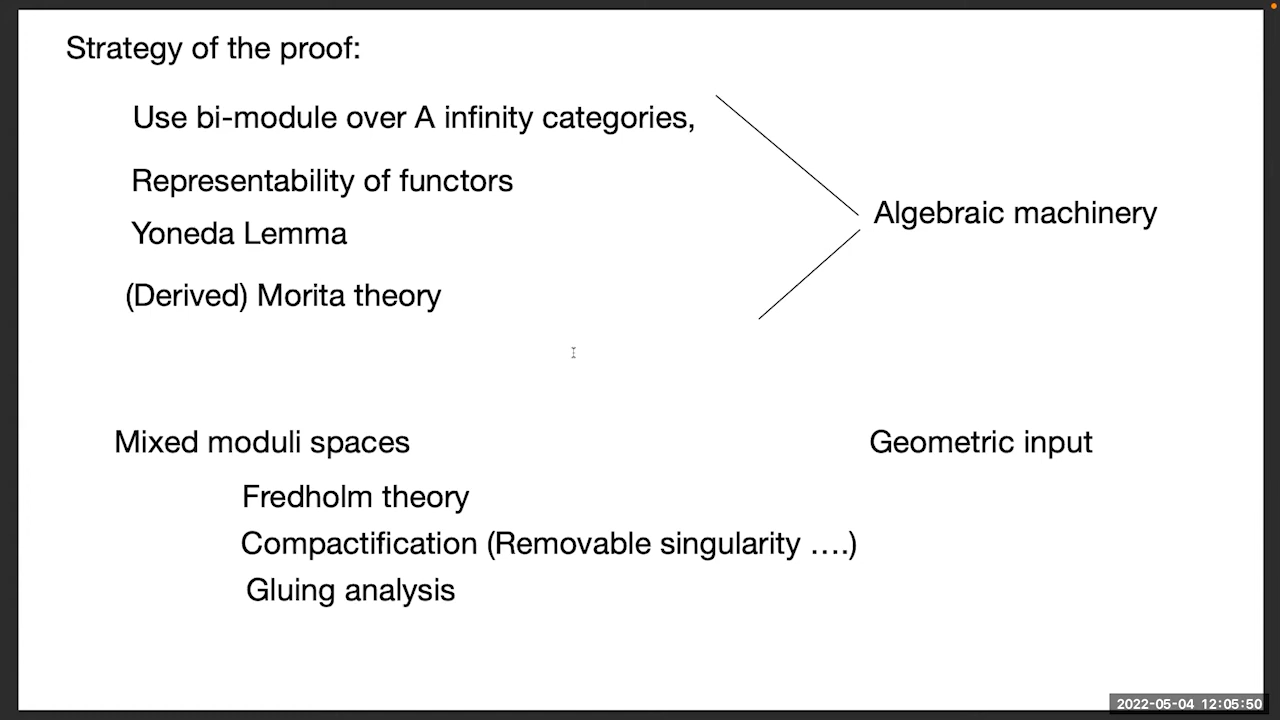 Strategy of the proof:
Use bi-module over A infinity categories,
Representability of functors
Algebraic machinery
Yoneda Lemma
(Derived) Morita theory
Mixed moduli spaces
Geometric input
Fredholm theory
Compactification (Removable singularity ....)
Gluing analysis
2022-05-04 12:05:50